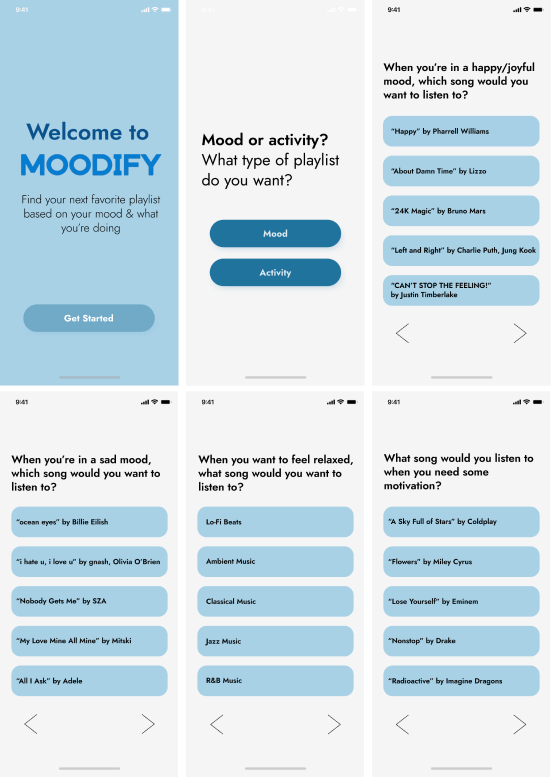 9:41
Welcome to
MOODIFY
Find your next favorite playlist
based on your mood & what
you're doing
Get Started
9:41
Mood or activity?
What type of playlist
do you want?
Mood
Activity
9:41
When you're in a happy/joyful
mood, which song would you
want to listen to?
"Happy" by Pharrell Williams
"About Damn Time" by Lizzo
"24K Magic" by Bruno Mars
"Left and Right" by Charlie Puth, Jung Kook
"CAN'T STOP THE FEELING!"
by Justin Timberlake
9:41
When you're in a sad mood,
which song would you want to
listen to?
"ocean eyes" by Billie Eilish
"i hate u, i love u" by gnash, Olivia O'Brien
"Nobody Gets Me" by SZA
"My Love Mine All Mine" by Mitski
"All I Ask" by Adele
9:41
When you want to feel relaxed,
what song would you want to
listen to?
Lo-Fi Beats
Ambient Music
Classical Music
Jazz Music
R&B Music
9:41
What song would you listen to
when you need some
motivation?
"A Sky Full of Stars" by Coldplay
"Flowers" by Miley Cyrus
"Lose Yourself" by Eminem
"Nonstop" by Drake
"Radioactive" by Imagine Dragons